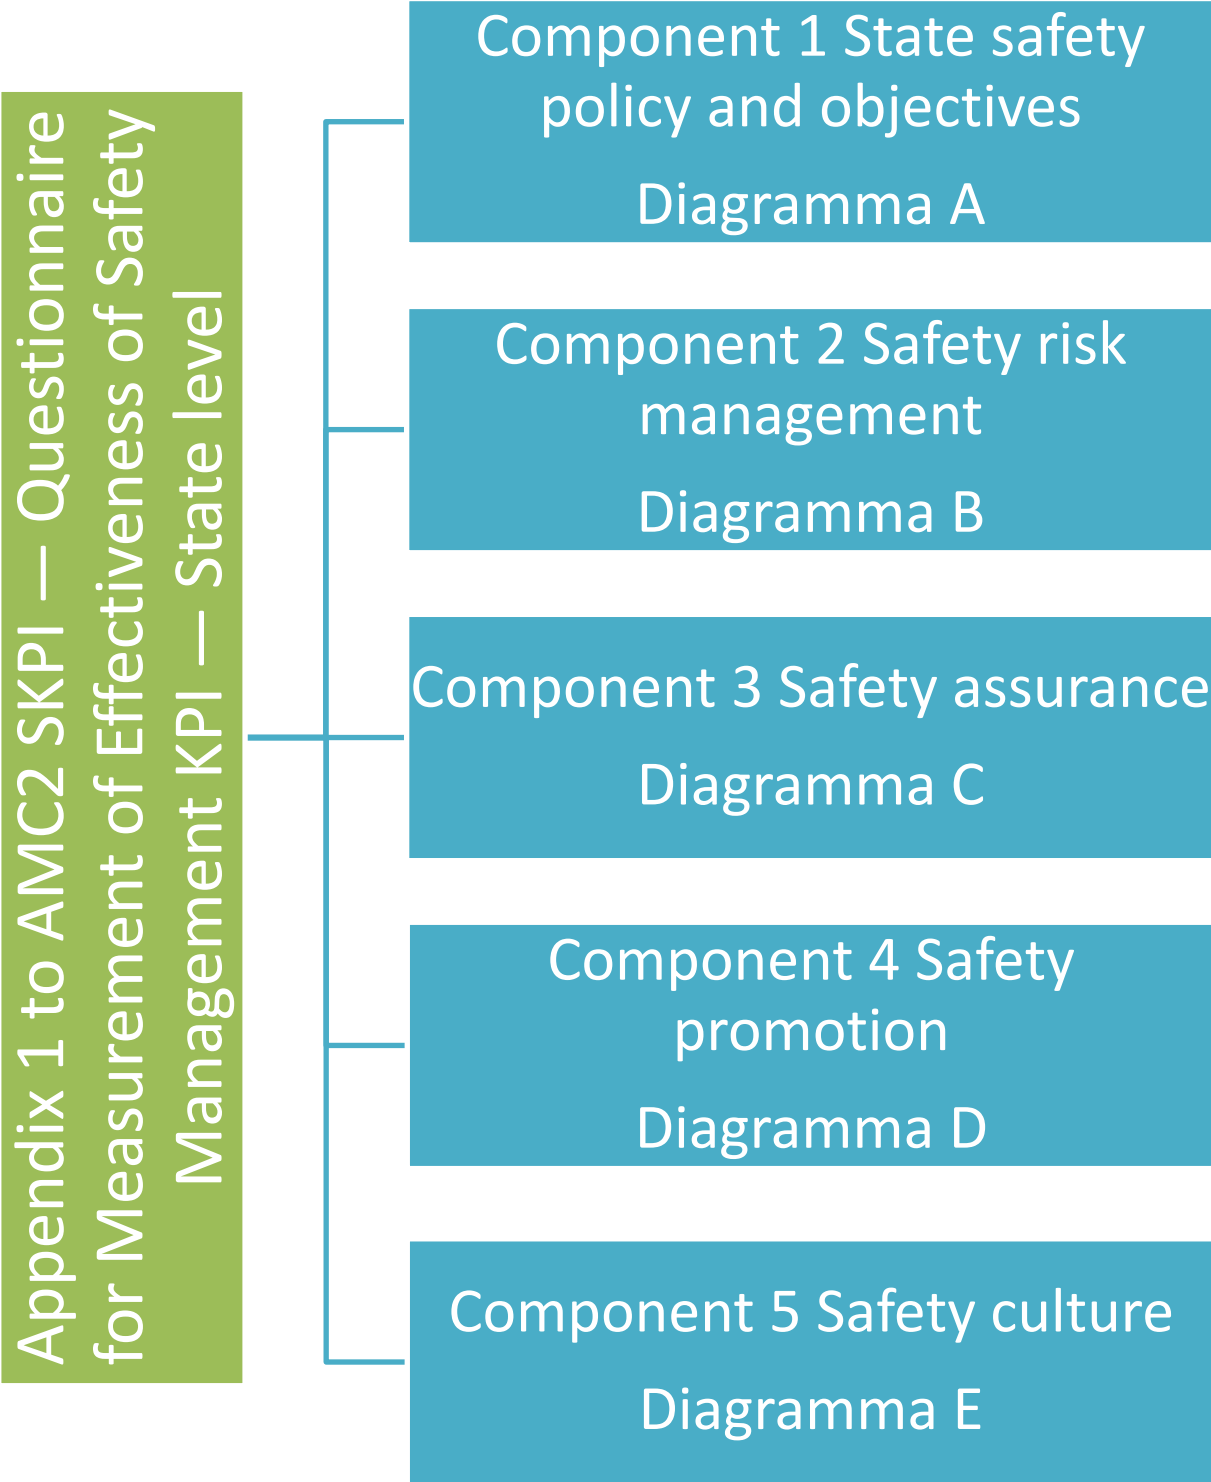 Appendix 1 to AMC2 SKPI — Questionnaire
for Measurement of Effectiveness of Safety
Management KPI — State level
Component 1 State safety
policy and objectives
Diagramma A
Component 2 Safety risk
management
Diagramma B
Component 3 Safety assurance
Diagramma C
Component 4 Safety
promotion
Diagramma D
Component 5 Safety culture
Diagramma E